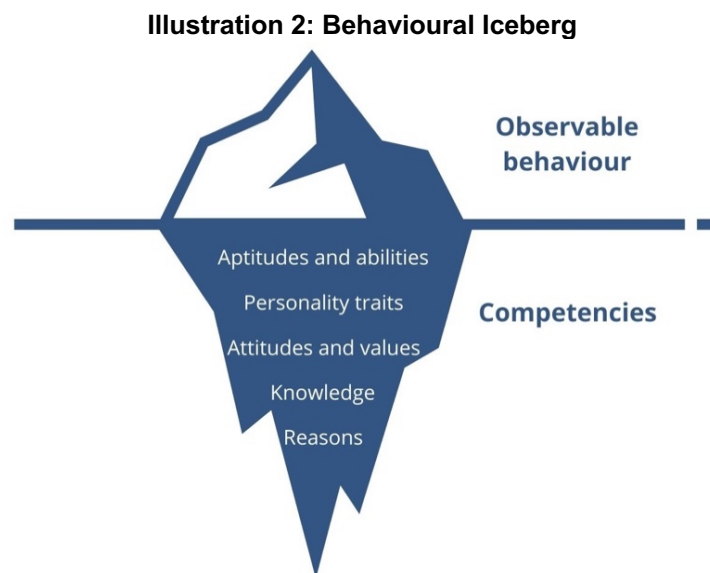 Illustration 2: Behavioural Iceberg
Observable
behaviour
Aptitudes and abilities
Personality traits
Competencies
Attitudes and values
Knowledge
Reasons